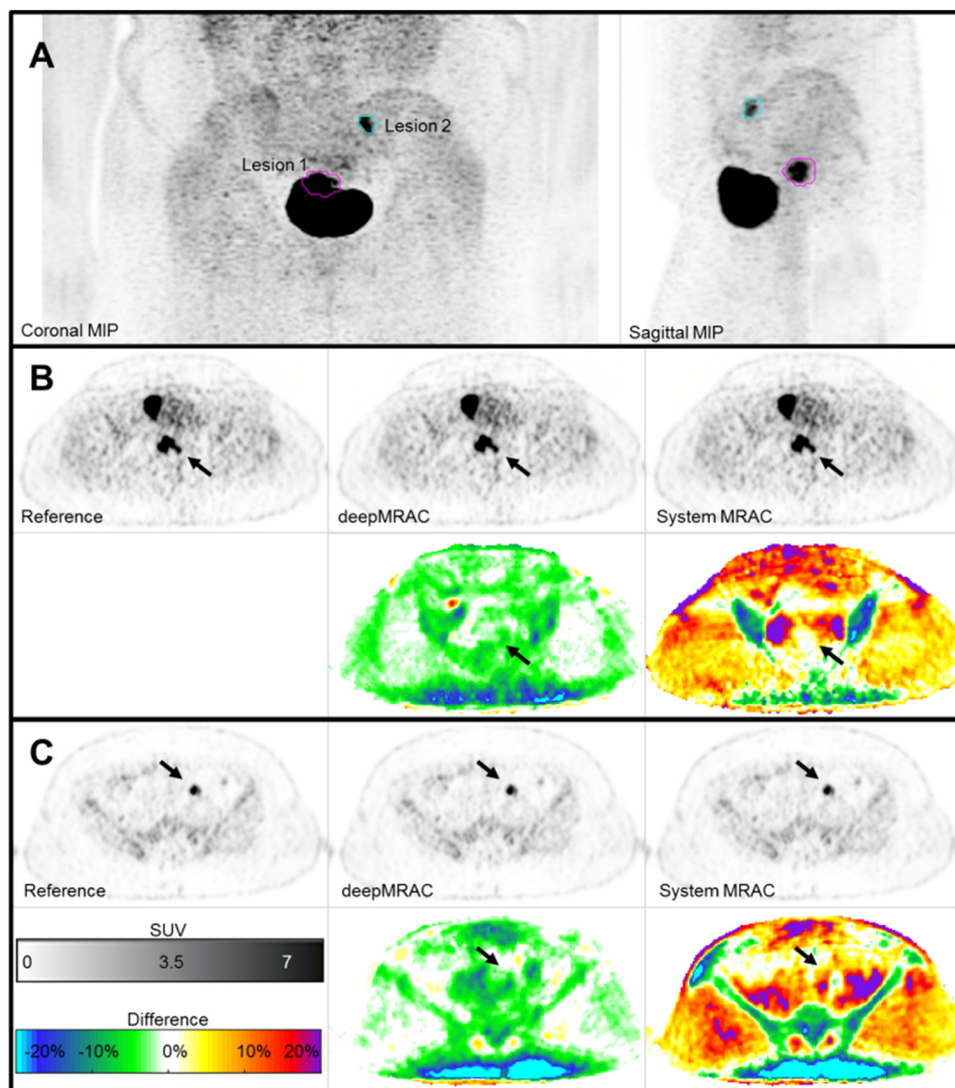 A
Lesion 2
Lesion 1
Coronal MIP
Sagittal MIP
B
Reference
deepMRAC
System MRAC
C
Reference
deepMRAC
System MRAC
SUV
0 3.5 7
Difference
-20% -10% 0% 10% 20%